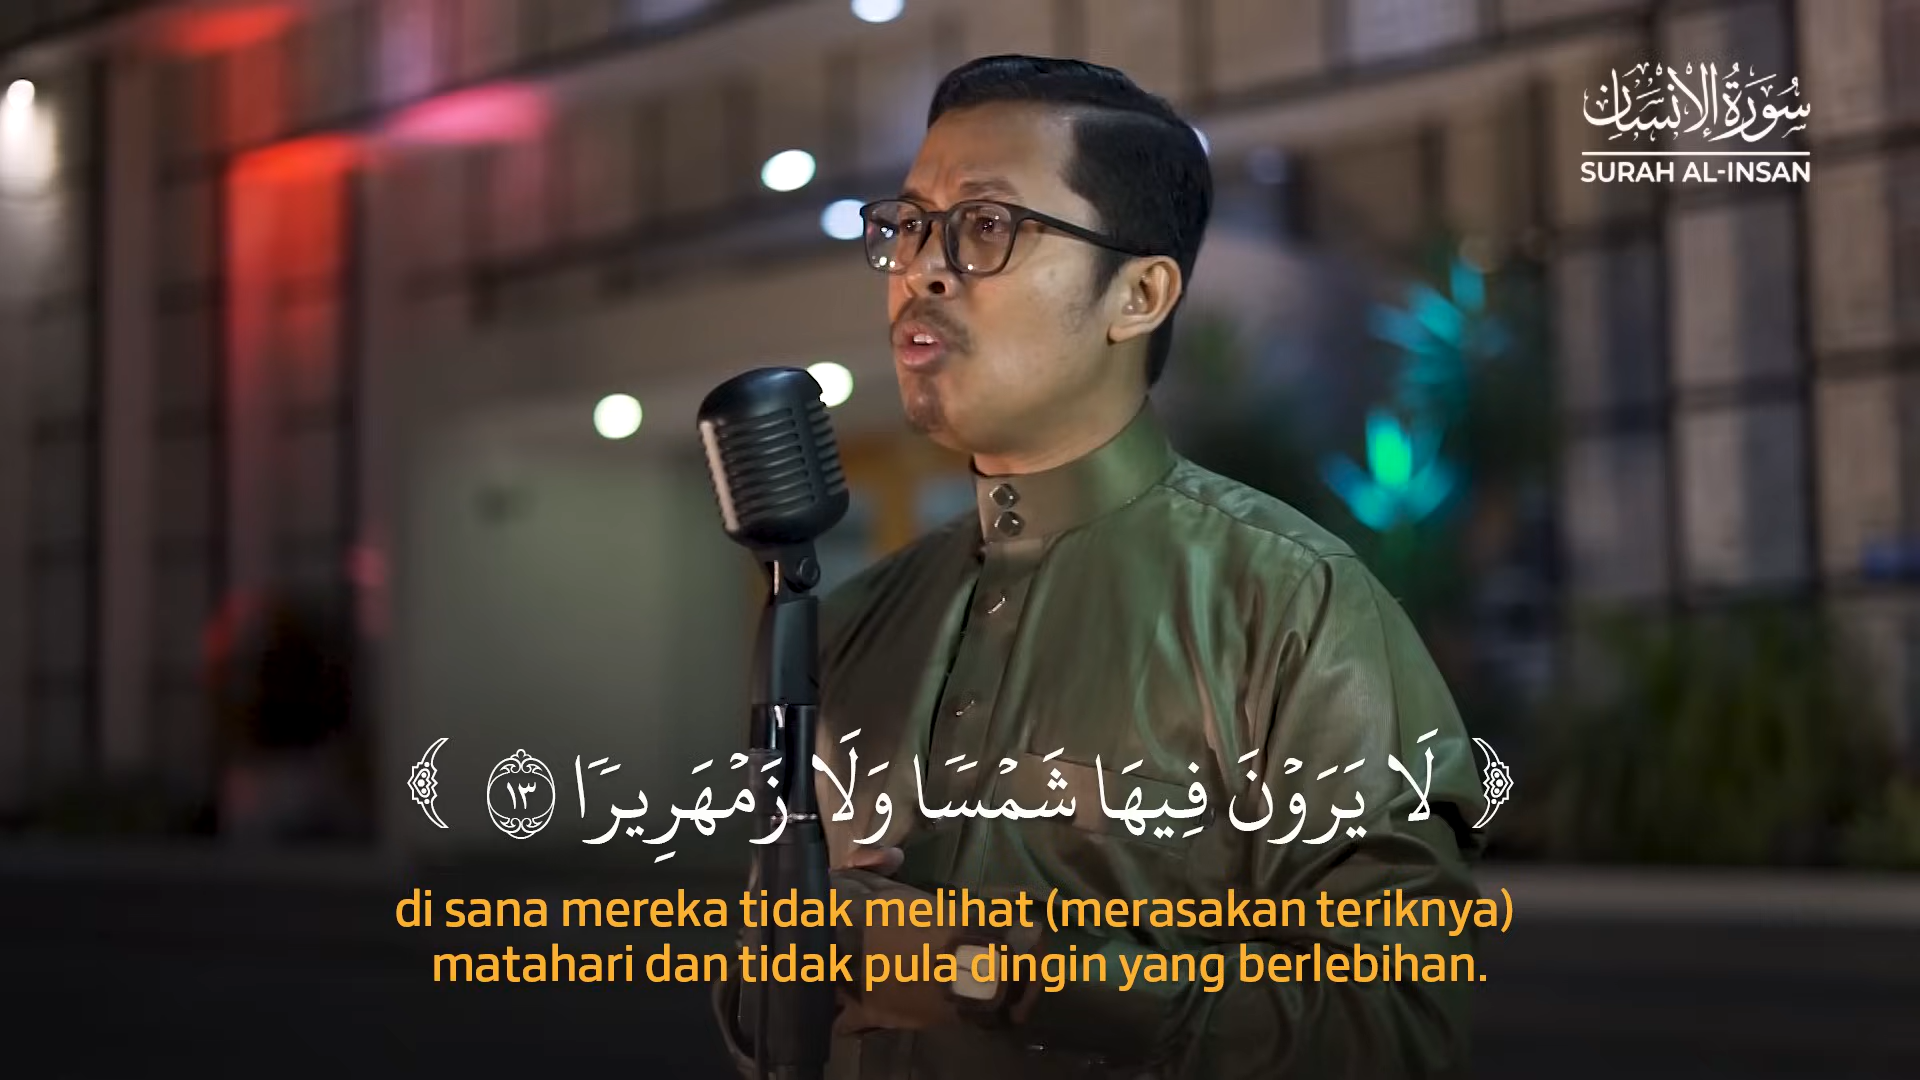 سُورَةُ الإِنسَانِ
SURAH AL-INSAN
﴿ لَا يَرَوْنَ فِيهَا شَمْسًا وَلَا زَمْهَرِيرًا ١٣ ﴾
di sana mereka tidak melihat (merasakan teriknya)
matahari dan tidak pula dingin yang berlebihan.